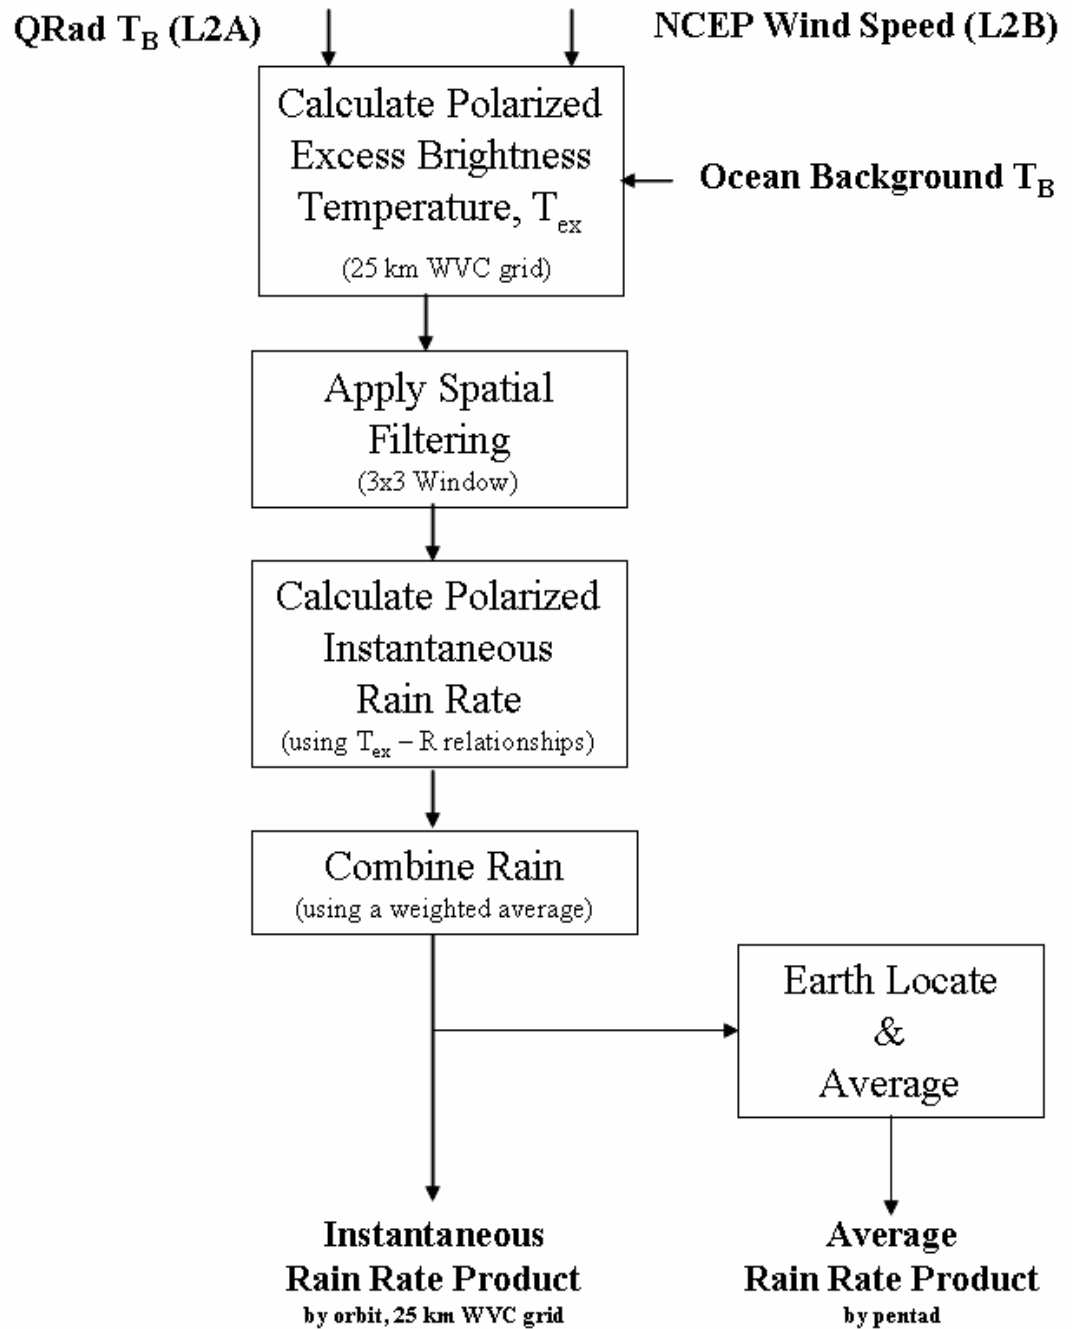 QRad T_B (L2A)
NCEP Wind Speed (L2B)
Calculate Polarized
Excess Brightness
Temperature, T_ex
(25 km WVC grid)
Ocean Background T_B
Apply Spatial
Filtering
(3x3 Window)
Calculate Polarized
Instantaneous
Rain Rate
(using T_ex – R relationships)
Combine Rain
(using a weighted average)
Earth Locate
&
Average
Instantaneous
Rain Rate Product
by orbit, 25 km WVC grid
Average
Rain Rate Product
by pentad